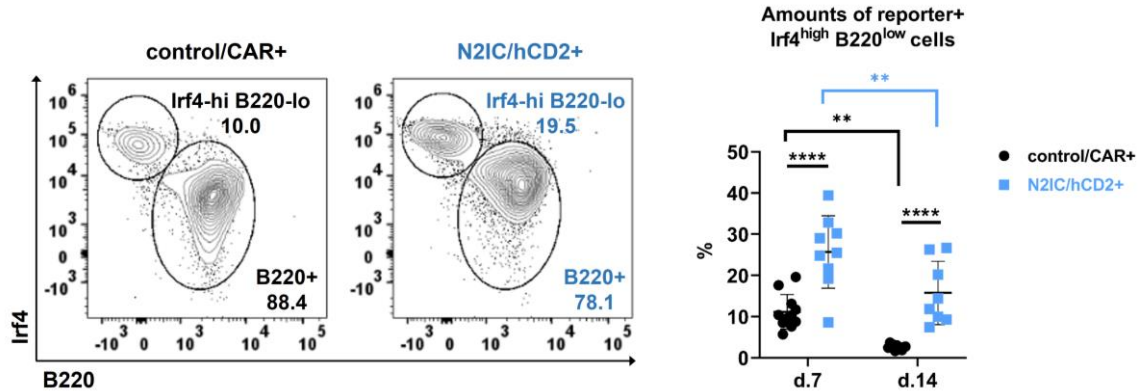 control/CAR+
N2IC/hCD2+
Amounts of reporter+
Irf4^high B220^low cells
10^6
10^5
10^4
10^3
0
-10^3
Irf4-hi B220-lo
10.0
B220+
88.4
-10^3 0 10^3 10^4 10^5
10^6
10^5
10^4
10^3
0
-10^3
Irf4-hi B220-lo
19.5
B220+
78.1
-10^3 0 10^3 10^4 10^5
Irf4
B220
**
**
****
****
50
40
30
20
10
0
%
d.7 d.14
control/CAR+
N2IC/hCD2+